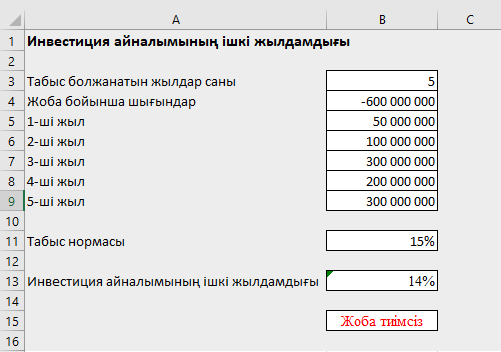 A B C
1 Инвестиция айналымының ішкі жылдамдығы
2
3 Табыс болжанатын жылдар саны 5
4 Жоба бойынша шығындар -600 000 000
5 1-ші жыл 50 000 000
6 2-ші жыл 100 000 000
7 3-ші жыл 300 000 000
8 4-ші жыл 200 000 000
9 5-ші жыл 300 000 000
10
11 Табыс нормасы 15%
12
13 Инвестиция айналымының ішкі жылдамдығы 14%
14
15 Жоба тиімсіз
16